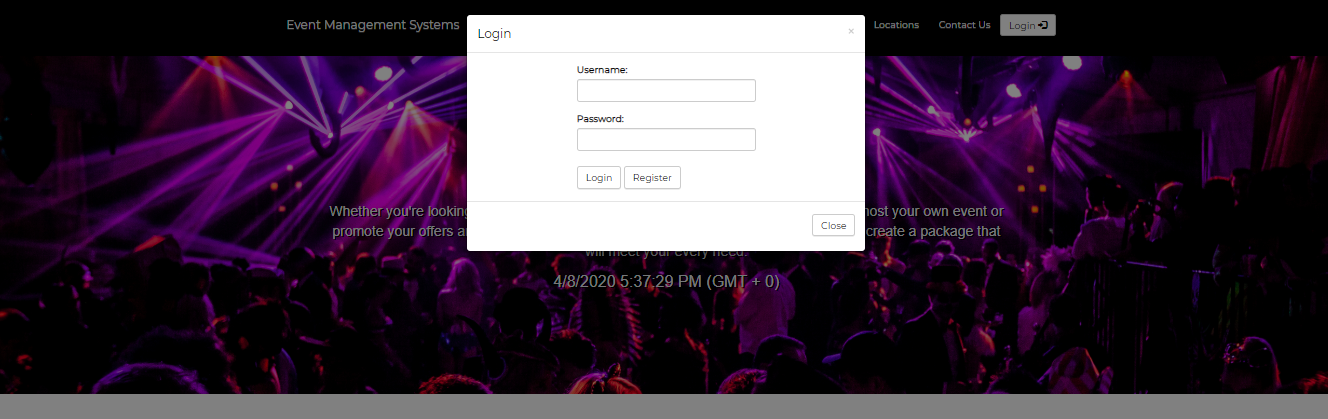 Event Management Systems
Locations
Contact Us
Login
Login
×
Username:
Password:
Login Register
Close
Whether you're looking
host your own event or
promote your offers
create a package that
will meet your every need.
4/8/2020 5:37:29 PM (GMT + 0)